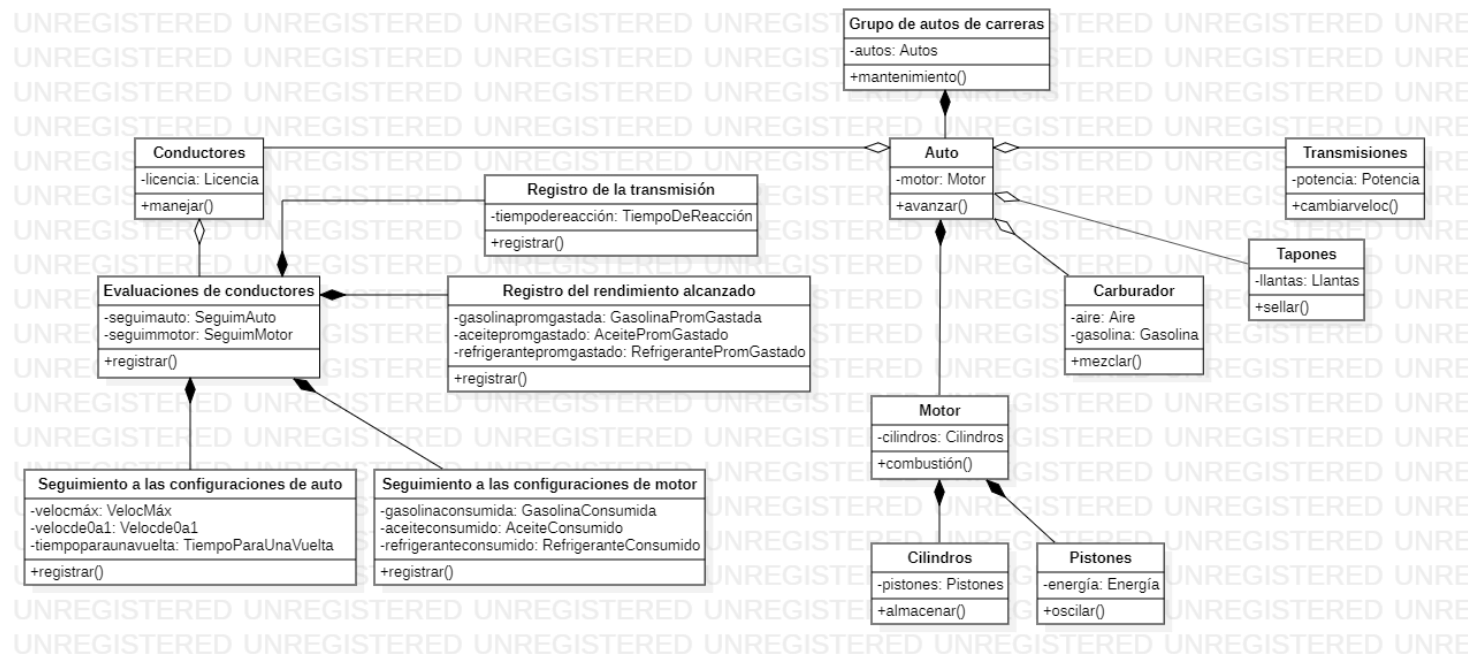 Grupo de autos de carreras
-autos: Autos
+mantenimiento()
Conductores
-licencia: Licencia
+manejar()
Auto
-motor: Motor
+avanzar()
Transmisiones
-potencia: Potencia
+cambiarveloc()
Registro de la transmisión
-tiempodereacción: TiempoDeReacción
+registrar()
Tapones
-llantas: Llantas
+sellar()
Evaluaciones de conductores
-seguimauto: SeguimAuto
-seguimmotor: SeguimMotor
+registrar()
Registro del rendimiento alcanzado
-gasolinapromgastada: GasolinaPromGastada
-aceitepromgastado: AceitePromGastado
-refrigerantepromgastado: RefrigerantePromGastado
+registrar()
Carburador
-aire: Aire
-gasolina: Gasolina
+mezclar()
Motor
-cilindros: Cilindros
+combustión()
Seguimiento a las configuraciones de auto
-velocmáx: VelocMáx
-velocde0a1: Velocde0a1
-tiempoparaunavuelta: TiempoParaUnaVuelta
+registrar()
Seguimiento a las configuraciones de motor
-gasolinaconsumida: GasolinaConsumida
-aceiteconsumido: AceiteConsumido
-refrigeranteconsumido: RefrigeranteConsumido
+registrar()
Cilindros
-pistones: Pistones
+almacenar()
Pistones
-energía: Energía
+oscilar()
UNREGISTERED